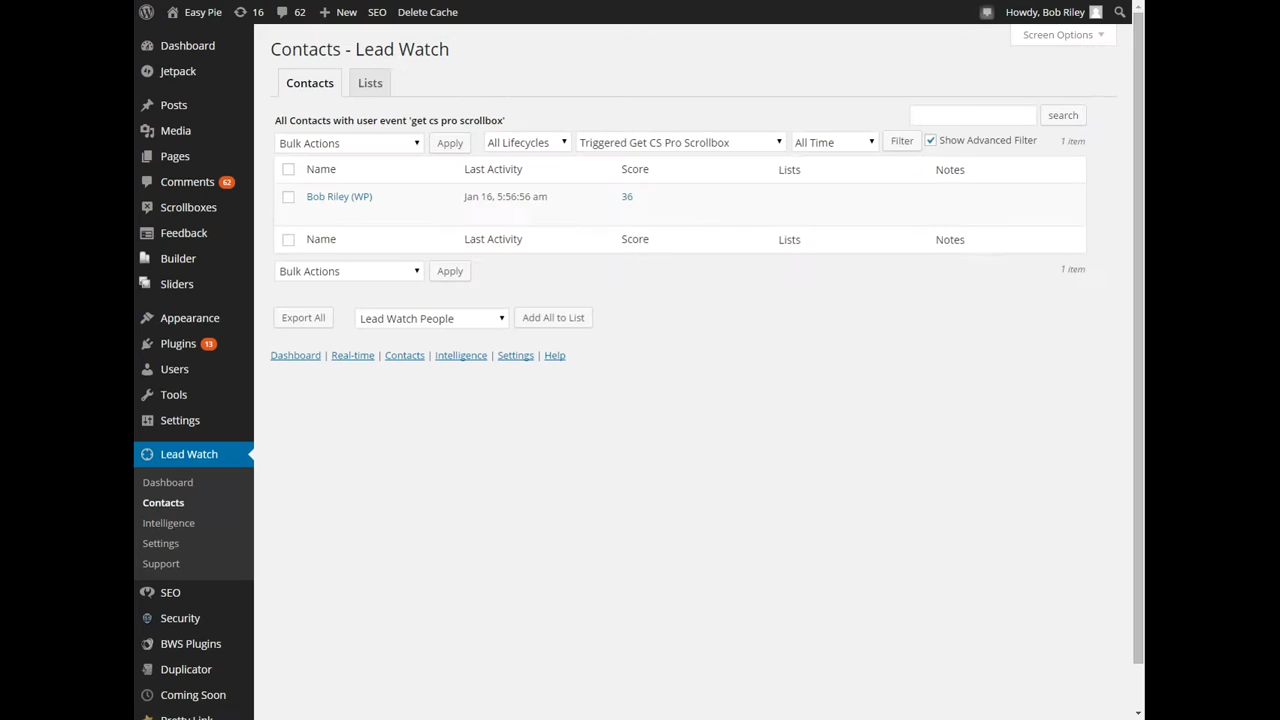 Easy Pie 16 62 New SEO Delete Cache Howdy, Bob Riley
Screen Options
Dashboard
Jetpack
Posts
Media
Pages
Comments 62
Scrollboxes
Feedback
Builder
Sliders
Appearance
Plugins 13
Users
Tools
Settings
Lead Watch
Dashboard
Contacts
Intelligence
Settings
Support
SEO
Security
BWS Plugins
Duplicator
Coming Soon
Pretty Link
Contacts - Lead Watch
Contacts Lists
All Contacts with user event 'get cs pro scrollbox'
search
Bulk Actions Apply All Lifecycles Triggered Get CS Pro Scrollbox All Time Filter Show Advanced Filter 1 item
Name Last Activity Score Lists Notes
Bob Riley (WP) Jan 16, 5:56:56 am 36
Name Last Activity Score Lists Notes
Bulk Actions Apply 1 item
Export All Lead Watch People Add All to List
Dashboard | Real-time | Contacts | Intelligence | Settings | Help